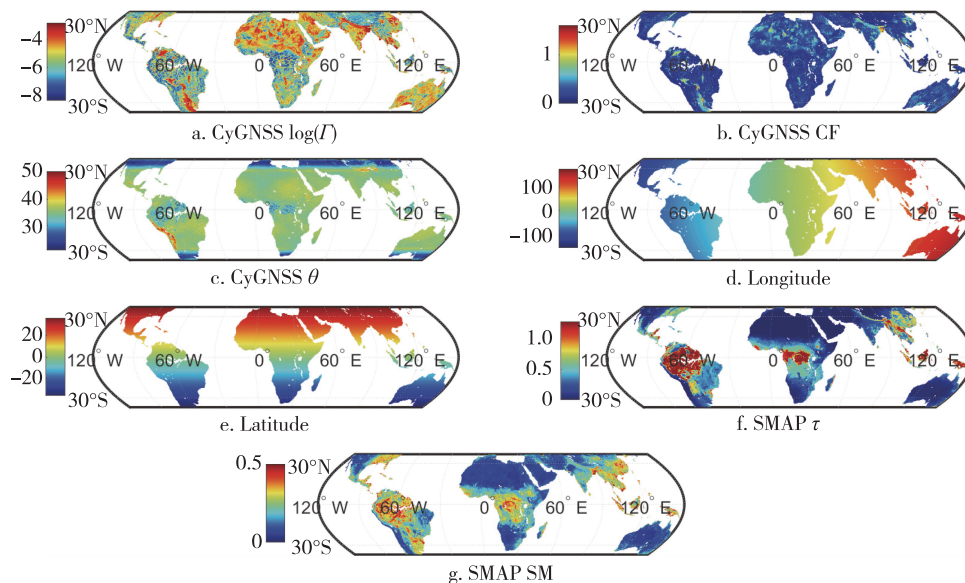 30°N
-4
-6
-8
120° W
60° W
0
60° E
120° E
30°S
a. CyGNSS log(Γ)
30°N
1
0
120° W
60° W
0
60° E
120° E
30°S
b. CyGNSS CF
50
40
30
30°N
120° W
60° W
0
60° E
120° E
30°S
c. CyGNSS θ
100
0
-100
30°N
120° W
60° W
0
60° E
120° E
30°S
d. Longitude
20
0
-20
30°N
120° W
60° W
0
60° E
120° E
30°S
e. Latitude
1.0
0.5
0
30°N
120° W
60° W
0
60° E
120° E
30°S
f. SMAP τ
0.5
0
30°N
120° W
60° W
0
60° E
120° E
30°S
g. SMAP SM